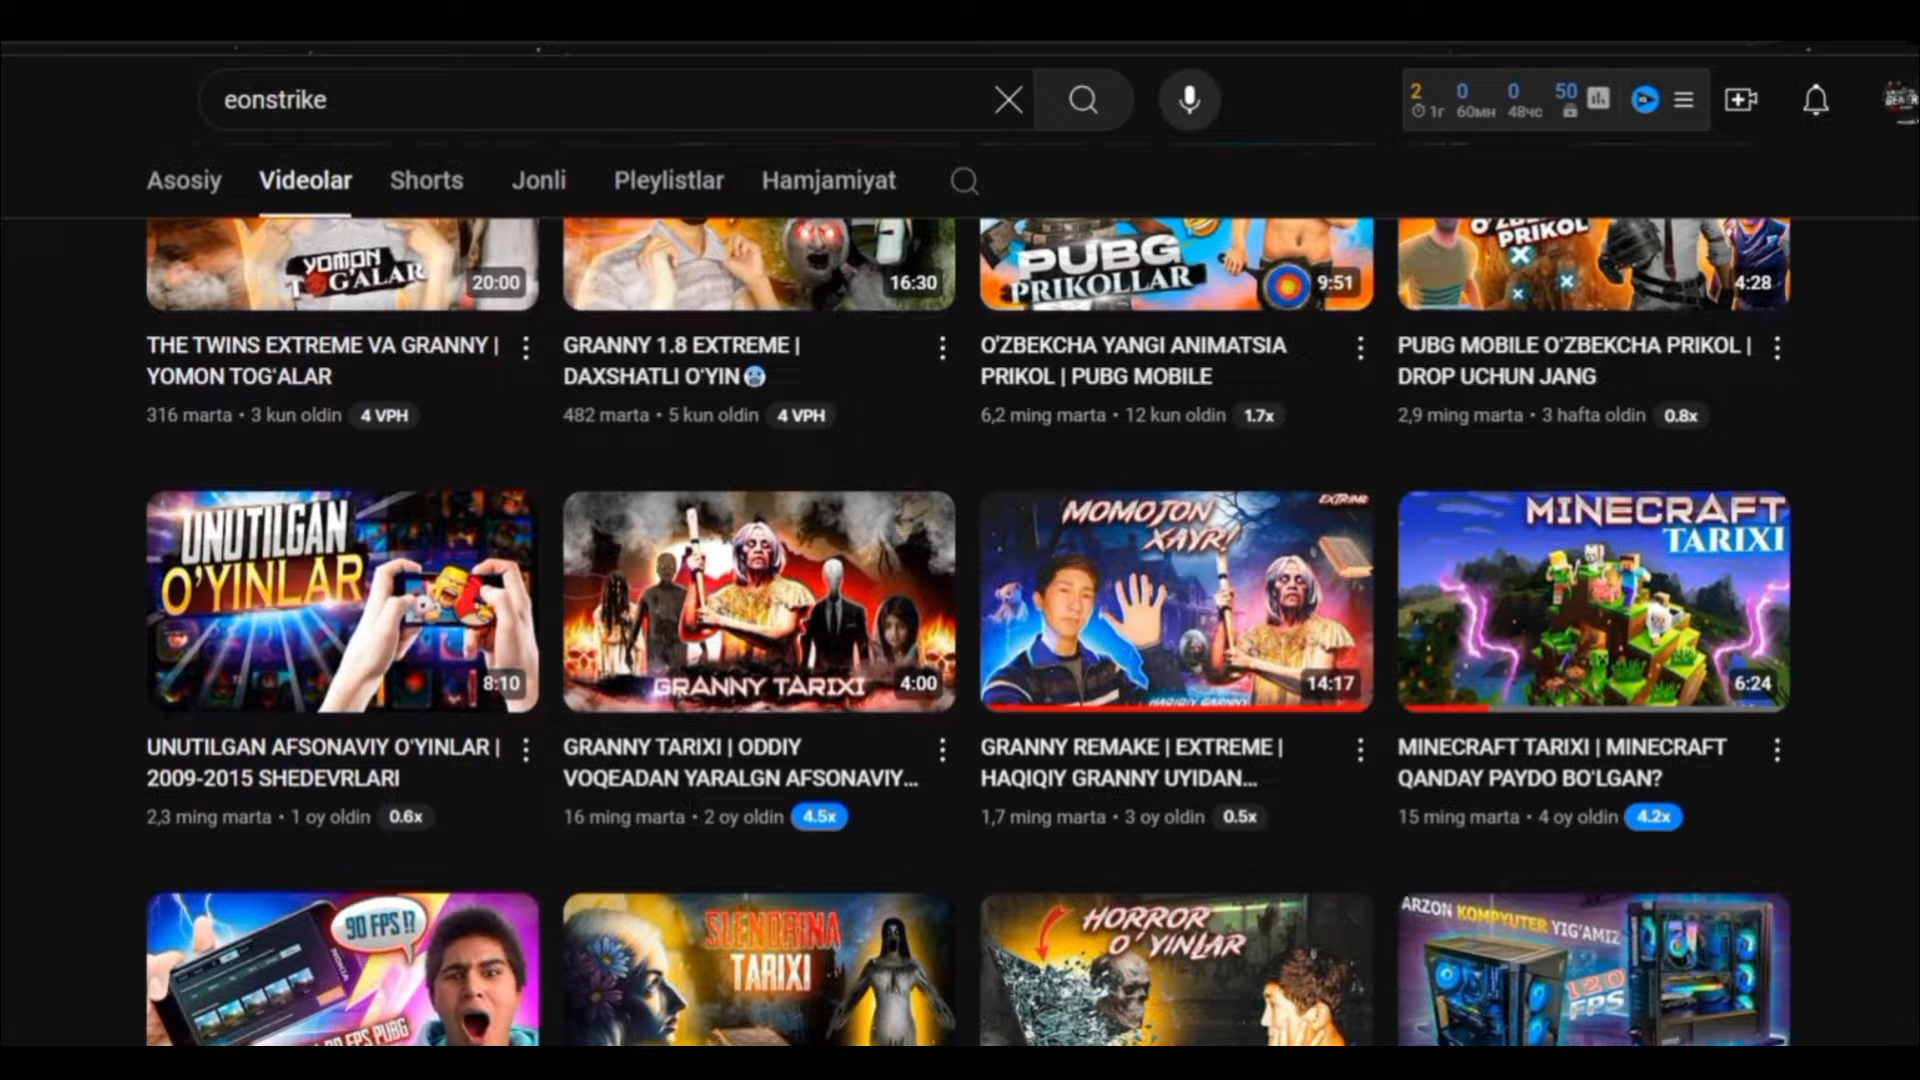 eonstrike
2 0 0 50
1г 60мн 48чс
Asosiy Videolar Shorts Jonli Pleylistlar Hamjamiyat
YOMON
TOG'ALAR
20:00
16:30
PUBG
PRIKOLLAR
9:51
O'ZBEKCHA
PRIKOL
4:28
THE TWINS EXTREME VA GRANNY |
YOMON TOG'ALAR
316 marta • 3 kun oldin 4 VPH
GRANNY 1.8 EXTREME |
DAXSHATLI O'YIN🥶
482 marta • 5 kun oldin 4 VPH
O'ZBEKCHA YANGI ANIMATSIA
PRIKOL | PUBG MOBILE
6,2 ming marta • 12 kun oldin 1.7x
PUBG MOBILE O'ZBEKCHA PRIKOL |
DROP UCHUN JANG
2,9 ming marta • 3 hafta oldin 0.8x
UNUTILGAN
O'YINLAR
8:10
GRANNY TARIXI
4:00
EXTREME
MOMOJON
XAYR!
HAQIQIY GRANNY
14:17
MINECRAFT
TARIXI
6:24
UNUTILGAN AFSONAVIY O'YINLAR |
2009-2015 SHEDEVRLARI
2,3 ming marta • 1 oy oldin 0.6x
GRANNY TARIXI | ODDIY
VOQEADAN YARALGN AFSONAVIY...
16 ming marta • 2 oy oldin 4.5x
GRANNY REMAKE | EXTREME |
HAQIQIY GRANNY UYIDAN...
1,7 ming marta • 3 oy oldin 0.5x
MINECRAFT TARIXI | MINECRAFT
QANDAY PAYDO BO'LGAN?
15 ming marta • 4 oy oldin 4.2x
90 FPS !?
NOKIA
FPS PUBG
SLENDRINA
TARIXI
HORROR
O'YINLAR
ARZON KOMPYUTER YIG'AMIZ
120
FPS